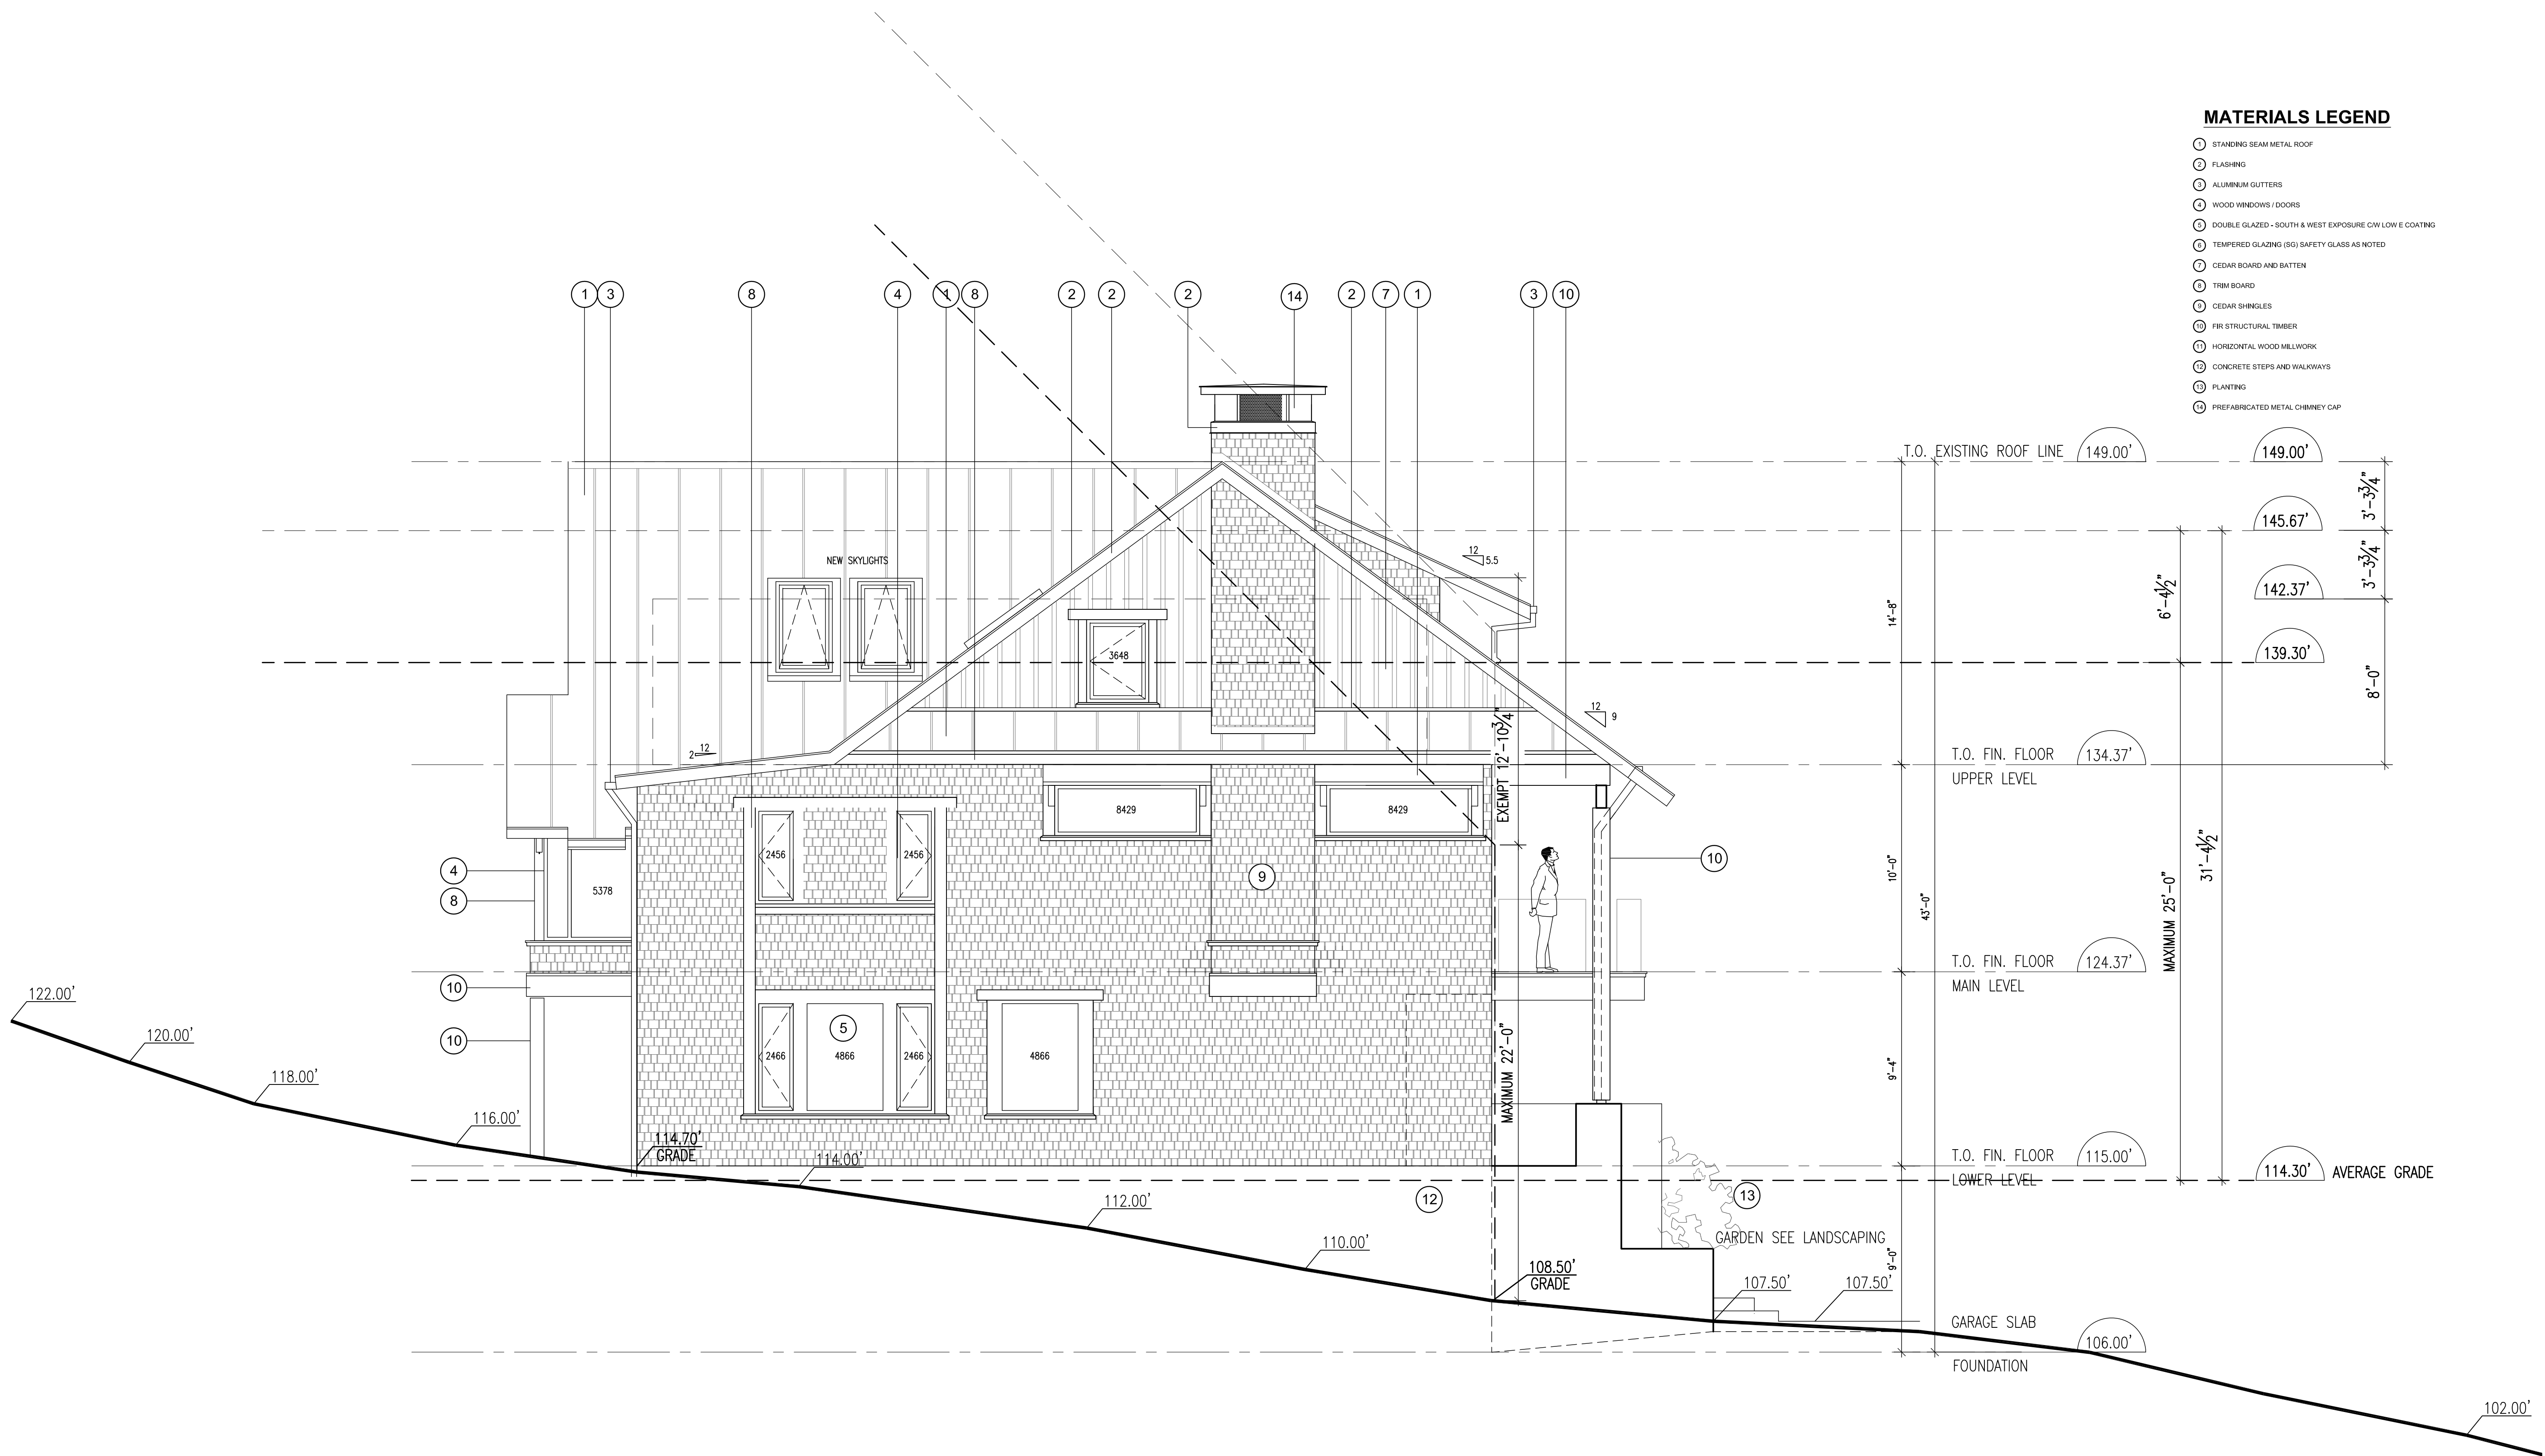 MATERIALS LEGEND
1 STANDING SEAM METAL ROOF
2 FLASHING
3 ALUMINUM GUTTERS
4 WOOD WINDOWS / DOORS
5 DOUBLE GLAZED - SOUTH & WEST EXPOSURE C/W LOW E COATING
6 TEMPERED GLAZING (SG) SAFETY GLASS AS NOTED
7 CEDAR BOARD AND BATTEN
8 TRIM BOARD
9 CEDAR SHINGLES
10 FIR STRUCTURAL TIMBER
11 HORIZONTAL WOOD MILLWORK
12 CONCRETE STEPS AND WALKWAYS
13 PLANTING
14 PREFABRICATED METAL CHIMNEY CAP
1 3 8 4 1 8 2 2 2 14 2 7 1 3 10
T.O. EXISTING ROOF LINE 149.00' 149.00'
3'-3¾"
145.67'
3'-3¾"
142.37'
6'-4½"
139.30'
8'-0"
14'-8"
NEW SKYLIGHTS
12
5.5
3648
12
9
2 12
EXEMPT 12'-10¾"
T.O. FIN. FLOOR 134.37'
UPPER LEVEL
8429
8429
2456
2456
9
10
4
8
5378
10'-0"
43'-0"
MAXIMUM 25'-0"
31'-4½"
T.O. FIN. FLOOR 124.37'
MAIN LEVEL
10
10
5
2466
4866
2466
4866
MAXIMUM 22'-0"
9'-4"
122.00'
120.00'
118.00'
116.00'
114.70'
GRADE
114.00'
T.O. FIN. FLOOR 115.00'
LOWER LEVEL
114.30' AVERAGE GRADE
12
13
112.00'
110.00'
GARDEN SEE LANDSCAPING
9'-0"
108.50'
GRADE
107.50'
107.50'
GARAGE SLAB
106.00'
FOUNDATION
102.00'